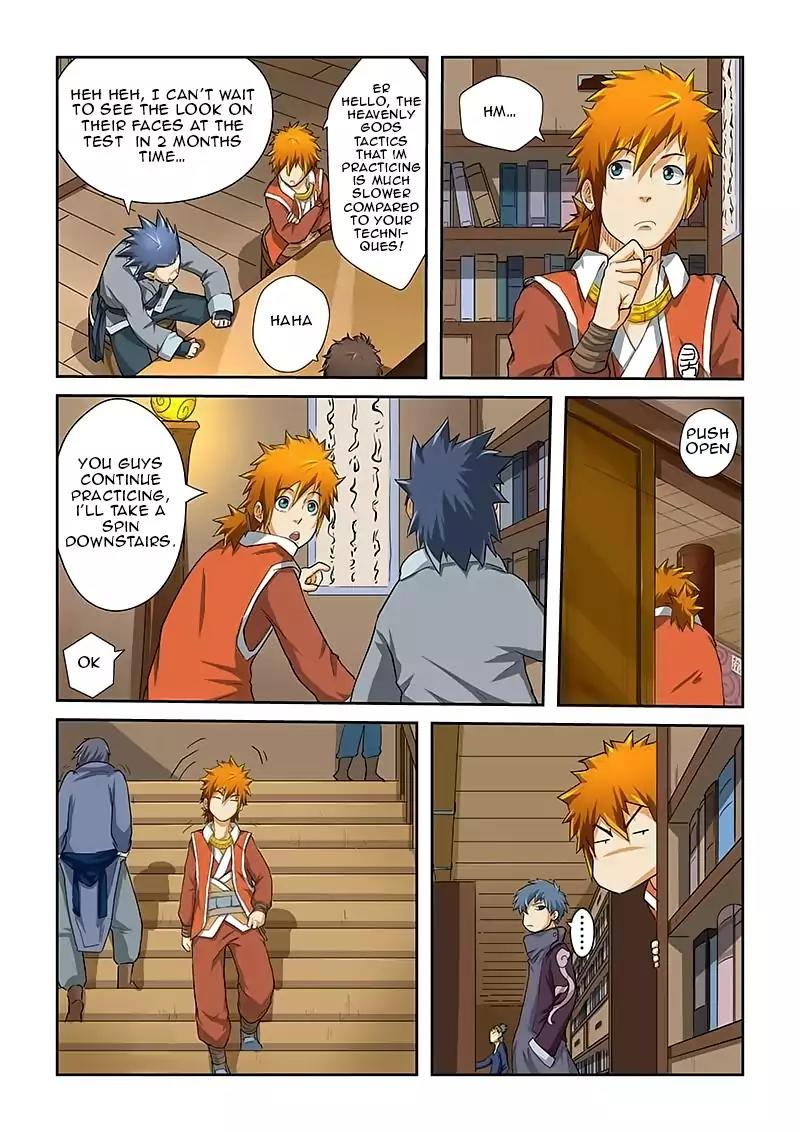 HEH HEH, I CAN'T WAIT
TO SEE THE LOOK ON
THEIR FACES AT THE
TEST IN 2 MONTHS
TIME...
ER
HELLO, THE
HEAVENLY
GODS
TACTICS
THAT I'M
PRACTICING
IS MUCH
SLOWER
COMPARED
TO YOUR
TECHNI-
QUES!
HAHA
HM...
YOU GUYS
CONTINUE
PRACTICING,
I'LL TAKE A
SPIN
DOWNSTAIRS.
OK
PUSH
OPEN
......